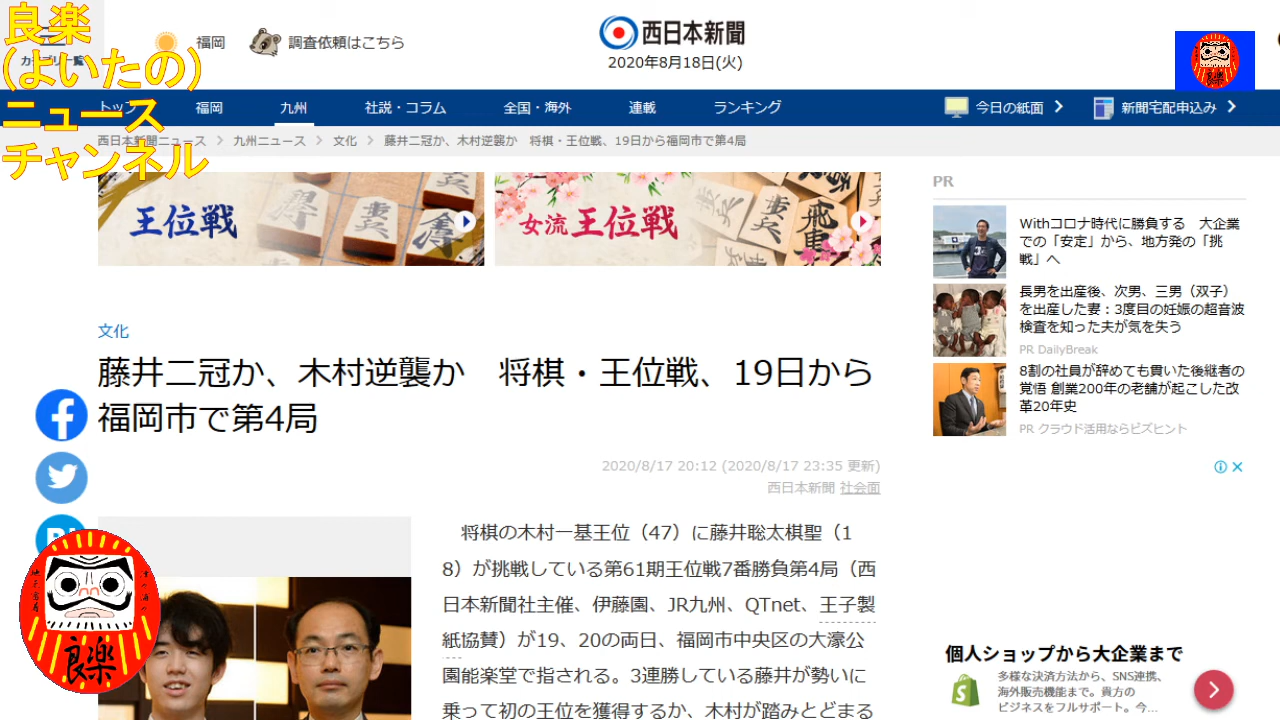 良楽
(よいたの)
ニュース
チャンネル
福岡
調査依頼はこちら
西日本新聞
2020年8月18日(火)
良楽
トップ
福岡
九州
社説・コラム
全国・海外
連載
ランキング
今日の紙面
新聞宅配申込み
西日本新聞ニュース > 九州ニュース > 文化 > 藤井二冠か、木村逆襲か 将棋・王位戦、19日から福岡市で第4局
王位戦
女流王位戦
文化
藤井二冠か、木村逆襲か 将棋・王位戦、19日から
福岡市で第4局
2020/8/17 20:12 (2020/8/17 23:35 更新)
西日本新聞 社会面
将棋の木村一基王位（47）に藤井聡太棋聖（1
8）が挑戦している第61期王位戦7番勝負第4局（西
日本新聞社主催、伊藤園、JR九州、QTnet、王子製
紙協賛）が19、20の両日、福岡市中央区の大濠公
園能楽堂で指される。3連勝している藤井が勢いに
乗って初の王位を獲得するか、木村が踏みとどまる
良楽
PR
Withコロナ時代に勝負する 大企業
での「安定」から、地方発の「挑
戦」へ
長男を出産後、次男、三男（双子）
を出産した妻：3度目の妊娠の超音波
検査を知った夫が気を失う
PR DailyBreak
8割の社員が辞めても貫いた後継者の
覚悟 創業200年の老舗が起こした改
革20年史
PR クラウド活用ならビズヒント
個人ショップから大企業まで
多様な決済方法から、SNS連携、
海外販売機能まで。貴方の
ビジネスをフルサポート。今...